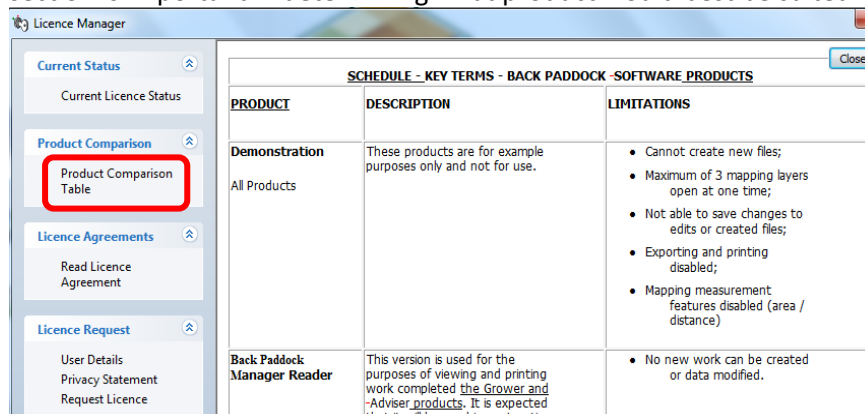 Licence Manager
Close
Current Status
Current Licence Status
Product Comparison
Product Comparison
Table
Licence Agreements
Read Licence
Agreement
Licence Request
User Details
Privacy Statement
Request Licence
SCHEDULE - KEY TERMS - BACK PADDOCK -SOFTWARE PRODUCTS
PRODUCT DESCRIPTION LIMITATIONS
Demonstration
All Products
These products are for example
purposes only and not for use.
• Cannot create new files;
• Maximum of 3 mapping layers
open at one time;
• Not able to save changes to
edits or created files;
• Exporting and printing
disabled;
• Mapping measurement
features disabled (area /
distance)
Back Paddock
Manager Reader
This version is used for the
purposes of viewing and printing
work completed the Grower and
-Adviser products. It is expected
• No new work can be created
or data modified.